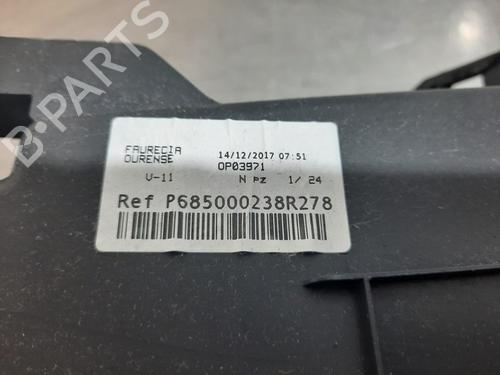 FAURECIA
OURENSE
14/12/2017 07:51
OP03971
V-11
N pz 1/ 24
Ref P685000238R278
B-PARTS